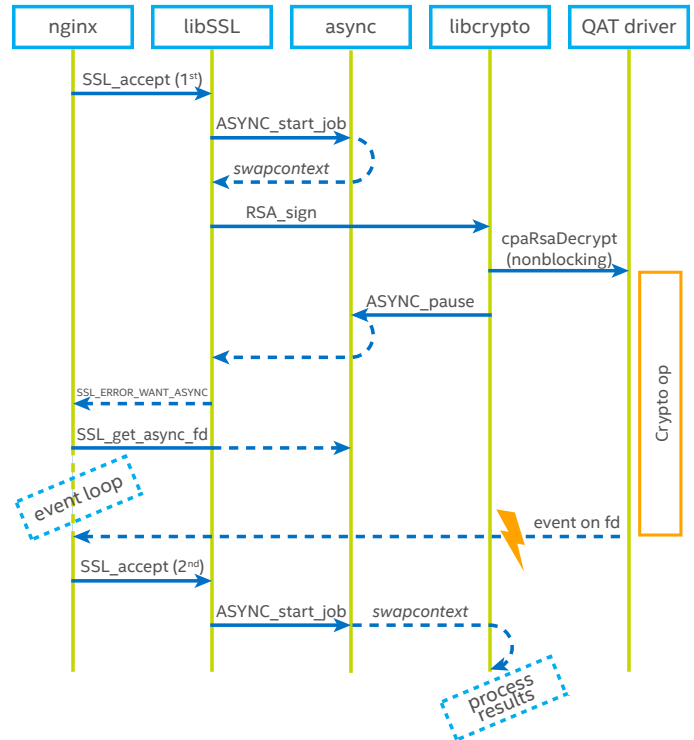 nginx
libSSL
async
libcrypto
QAT driver
SSL_accept (1st)
ASYNC_start_job
swapcontext
RSA_sign
cpaRsaDecrypt
(nonblocking)
ASYNC_pause
Crypto op
SSL_ERROR_WANT_ASYNC
SSL_get_async_fd
event loop
event on fd
SSL_accept (2nd)
ASYNC_start_job
swapcontext
process
results